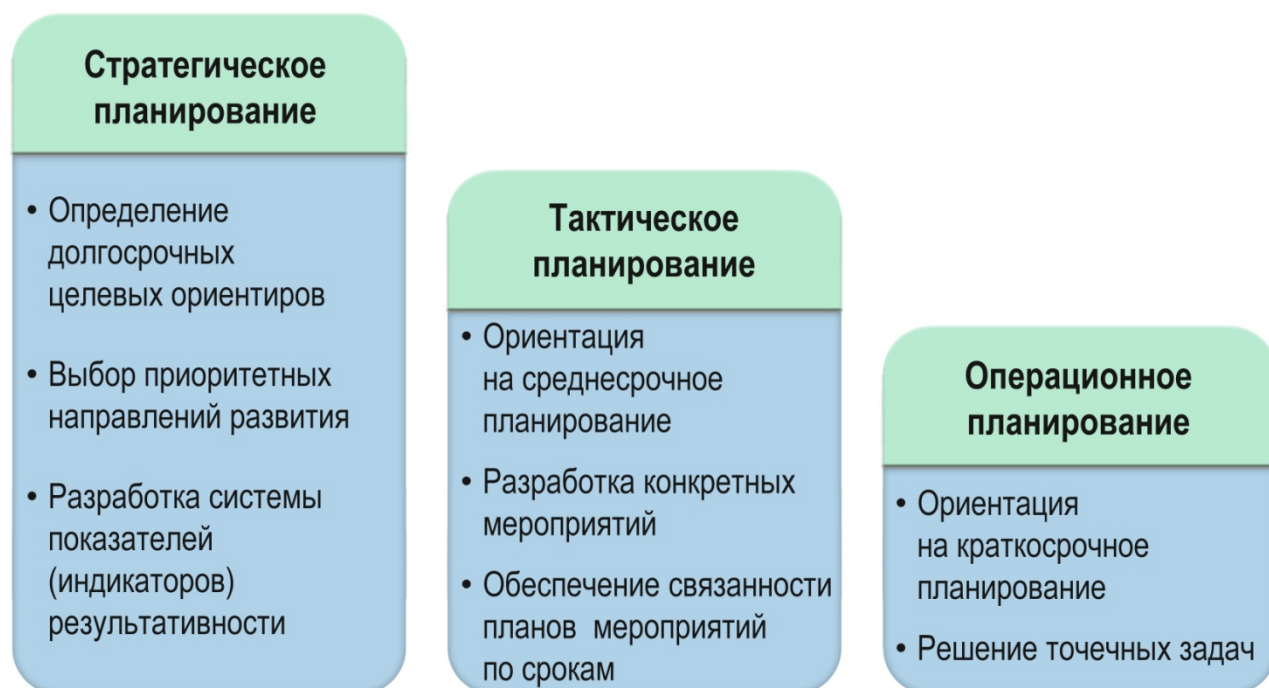 Стратегическое
планирование
• Определение
долгосрочных
целевых ориентиров
• Выбор приоритетных
направлений развития
• Разработка системы
показателей
(индикаторов)
результативности
Тактическое
планирование
• Ориентация
на среднесрочное
планирование
• Разработка конкретных
мероприятий
• Обеспечение связанности
планов мероприятий
по срокам
Операционное
планирование
• Ориентация
на краткосрочное
планирование
• Решение точечных задач